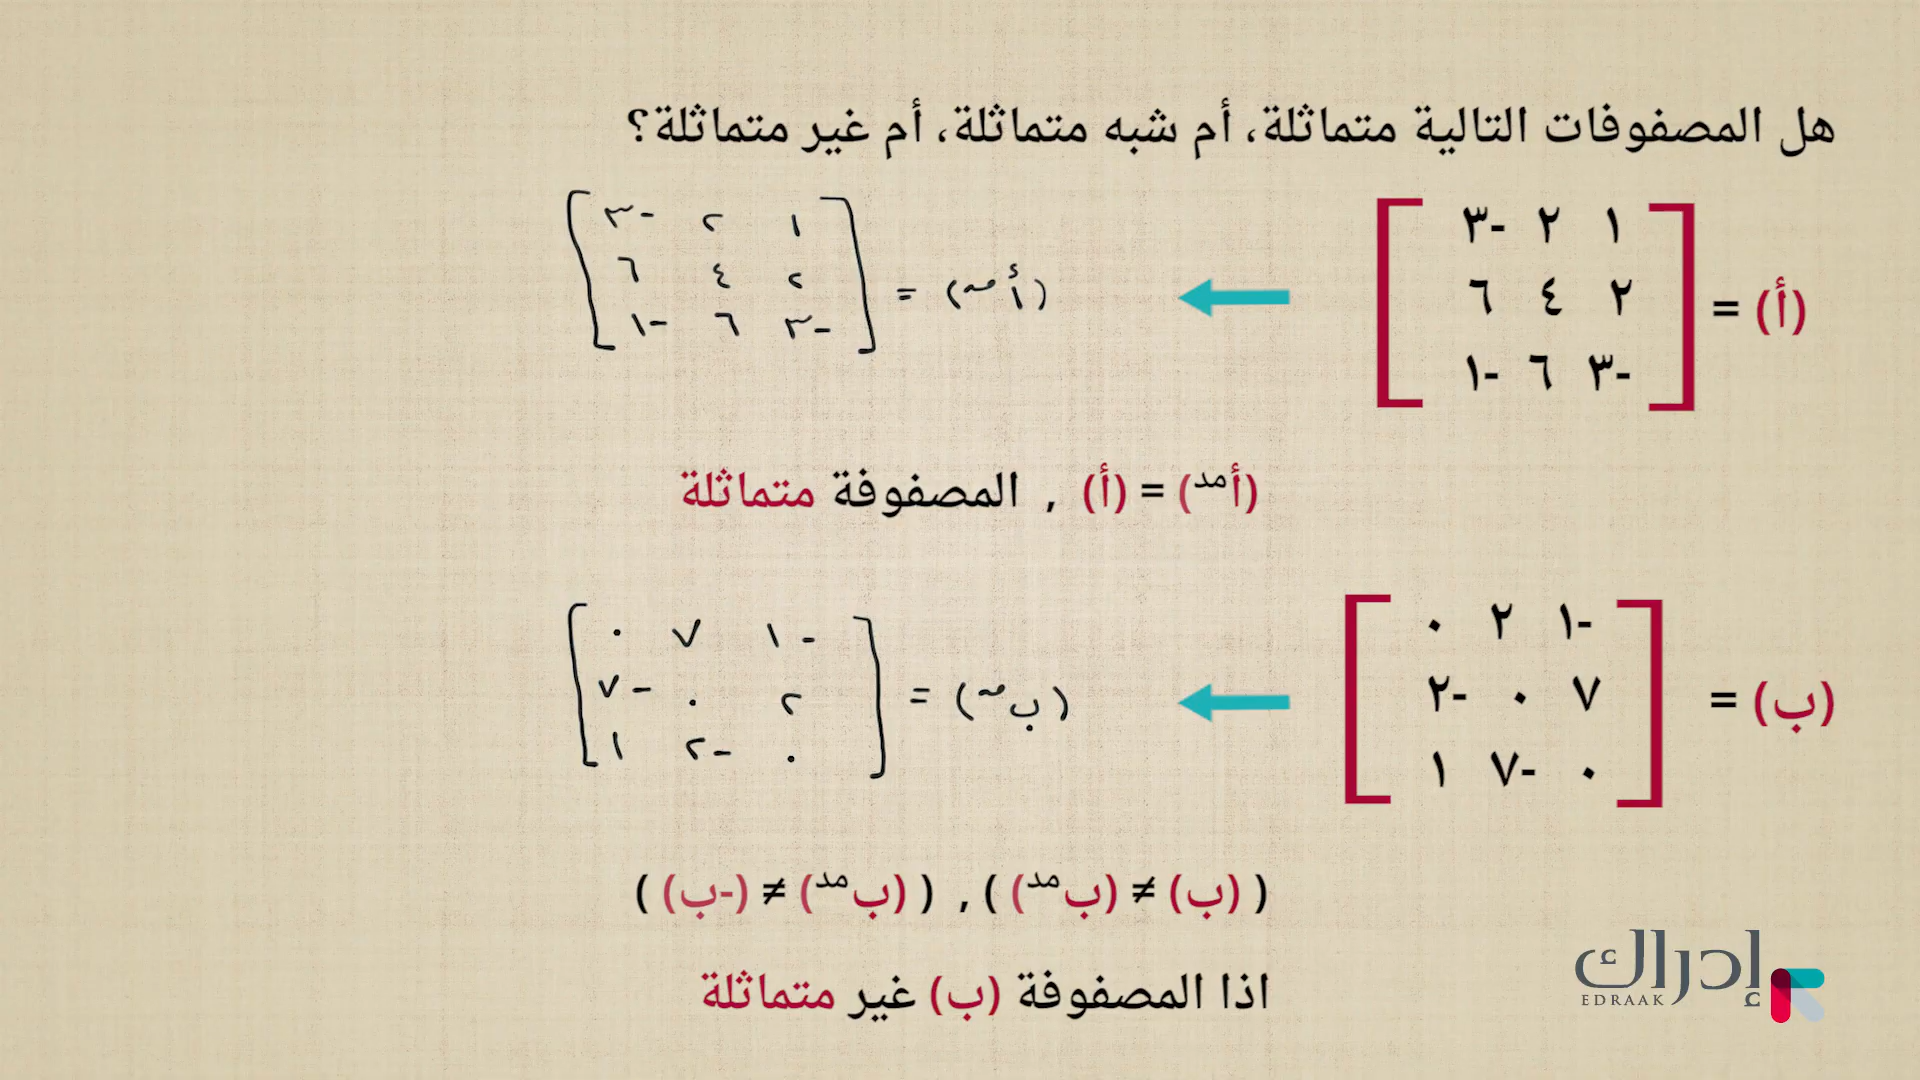 هل المصفوفات التالية متماثلة، أم شبه متماثلة، أم غير متماثلة؟
١ ٢ -٣
(أ) = ٢ ٤ ٦
-٣ ٦ -١
١ ٢ -٣
(أمد) = ٢ ٤ ٦
-٣ ٦ -١
(أمد) = (أ) , المصفوفة متماثلة
-١ ٢ ٠
(ب) = ٧ ٠ -٢
٠ -٧ ١
-١ ٧ ٠
(بمد) = ٢ ٠ -٧
٠ -٢ ١
( (ب) ≠ (بمد) ) , ( (بمد) ≠ (-ب) )
اذا المصفوفة (ب) غير متماثلة
إدراك
EDRAAK